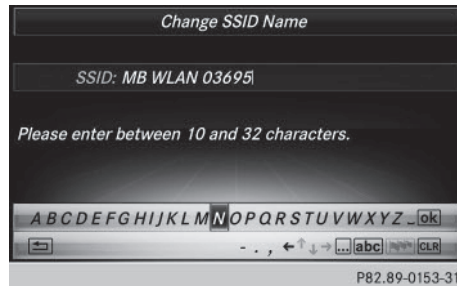 Change SSID Name
SSID: MB WLAN 03695
Please enter between 10 and 32 characters.
A B C D E F G H I J K L M N O P Q R S T U V W X Y Z _ ok
- . , ← ↑ ↓ → ... abc CLR
P82.89-0153-31